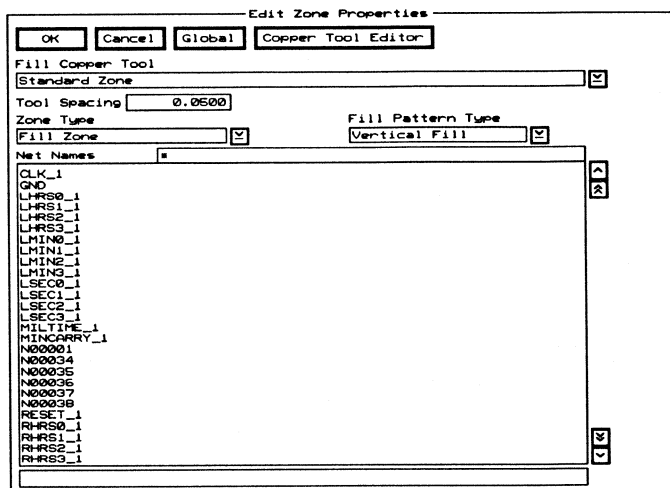 Edit Zone Properties
OK Cancel Global Copper Tool Editor
Fill Copper Tool
Standard Zone
Tool Spacing 0.0500
Zone Type Fill Pattern Type
Fill Zone Vertical Fill
Net Names
CLK_1
GND
LHRS0_1
LHRS1_1
LHRS2_1
LHRS3_1
LMIN0_1
LMIN1_1
LMIN2_1
LMIN3_1
LSEC0_1
LSEC1_1
LSEC2_1
LSEC3_1
MILTIME_1
MINCARRY_1
N00001
N00034
N00035
N00036
N00037
N00038
RESET_1
RHRS0_1
RHRS1_1
RHRS2_1
RHRS3_1